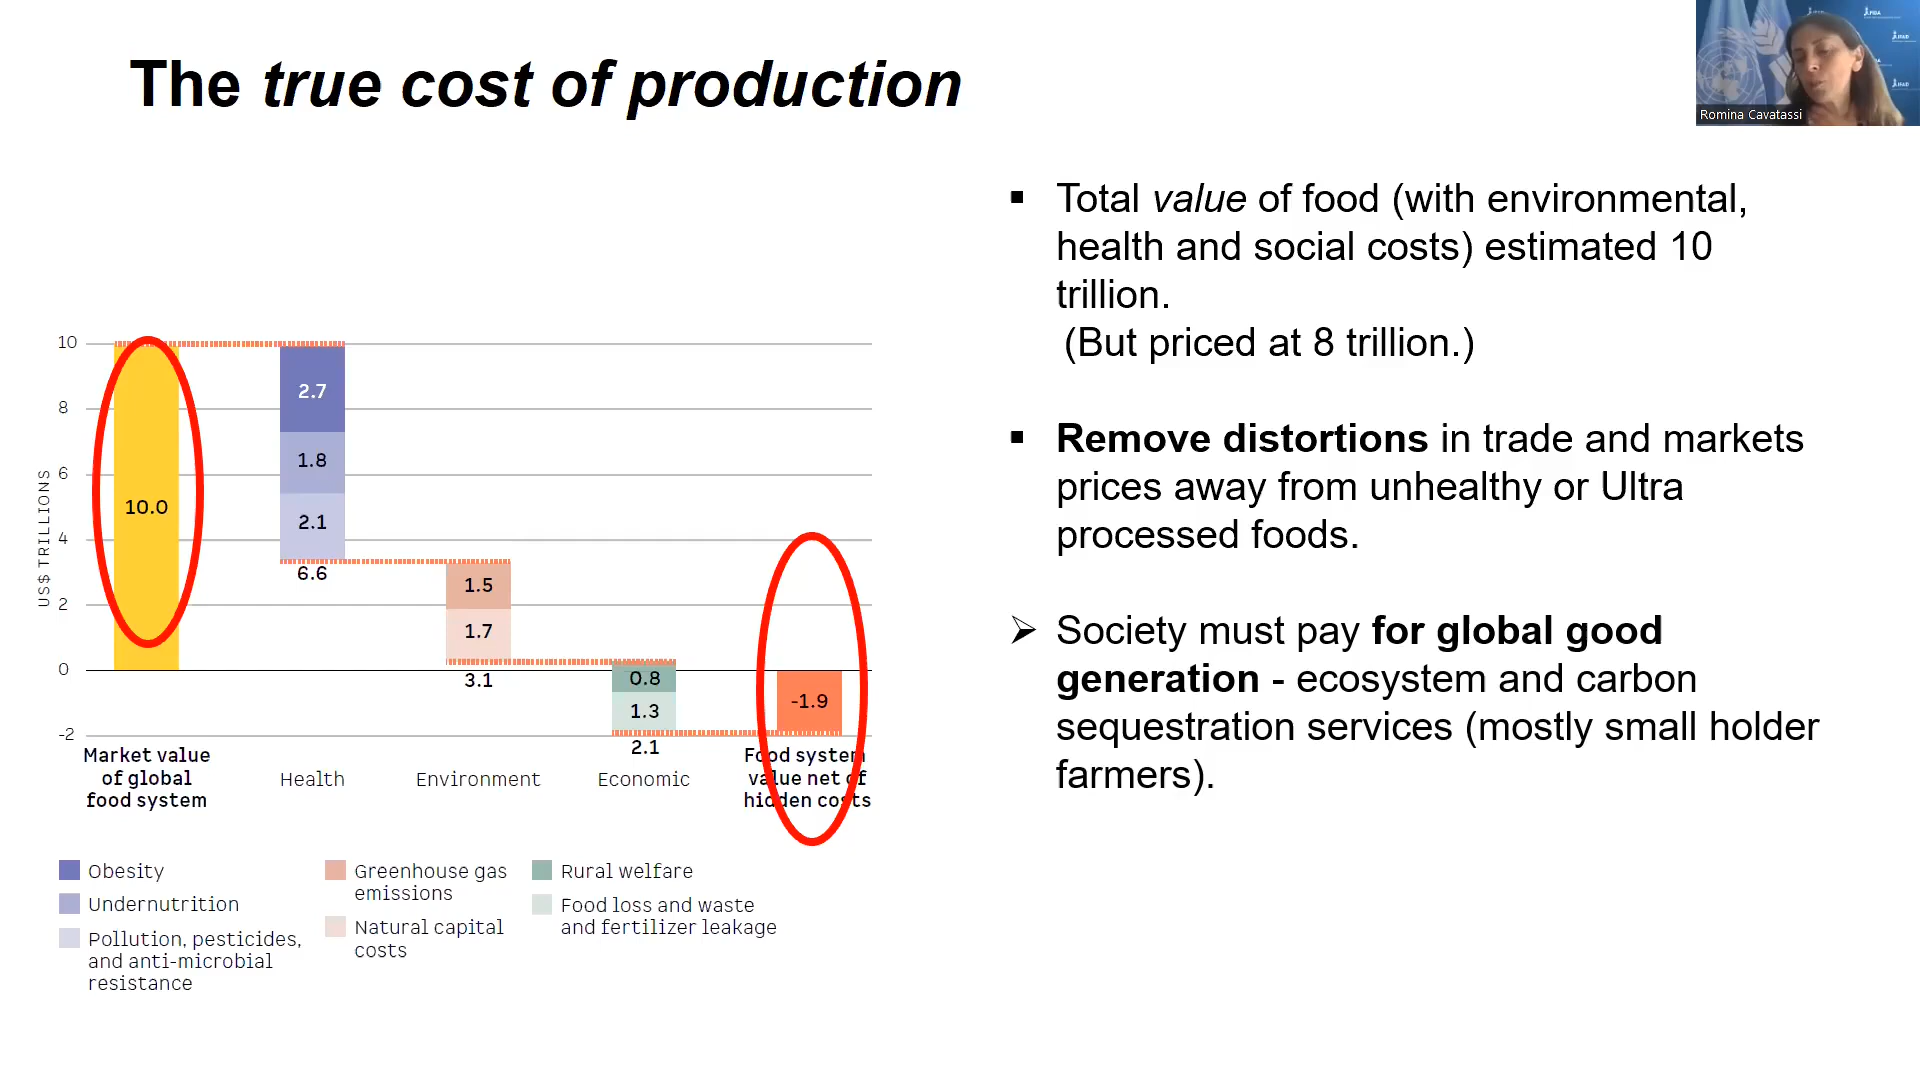 The true cost of production
Romina Cavatassi
▪ Total value of food (with environmental,
health and social costs) estimated 10
trillion.
(But priced at 8 trillion.)
▪ Remove distortions in trade and markets
prices away from unhealthy or Ultra
processed foods.
➢ Society must pay for global good
generation - ecosystem and carbon
sequestration services (mostly small holder
farmers).
US$ TRILLIONS
10
8
6
4
2
0
-2
10.0
2.7
1.8
2.1
6.6
1.5
1.7
3.1
0.8
1.3
2.1
-1.9
Market value
of global
food system
Health
Environment
Economic
Food system
value net of
hidden costs
Obesity
Undernutrition
Pollution, pesticides,
and anti-microbial
resistance
Greenhouse gas
emissions
Natural capital
costs
Rural welfare
Food loss and waste
and fertilizer leakage